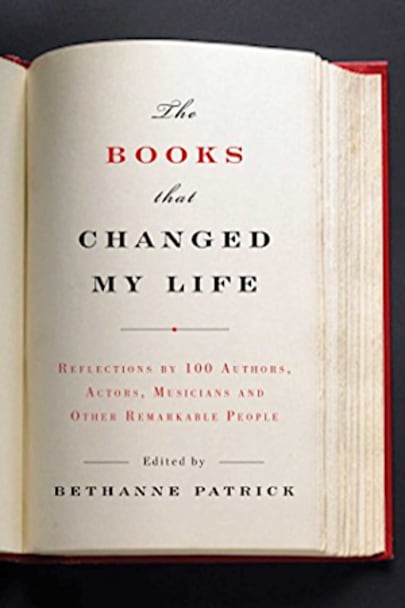 The
BOOKS
that
CHANGED
MY LIFE
REFLECTIONS BY 100 AUTHORS,
ACTORS, MUSICIANS AND
OTHER REMARKABLE PEOPLE
Edited by
BETHANNE PATRICK